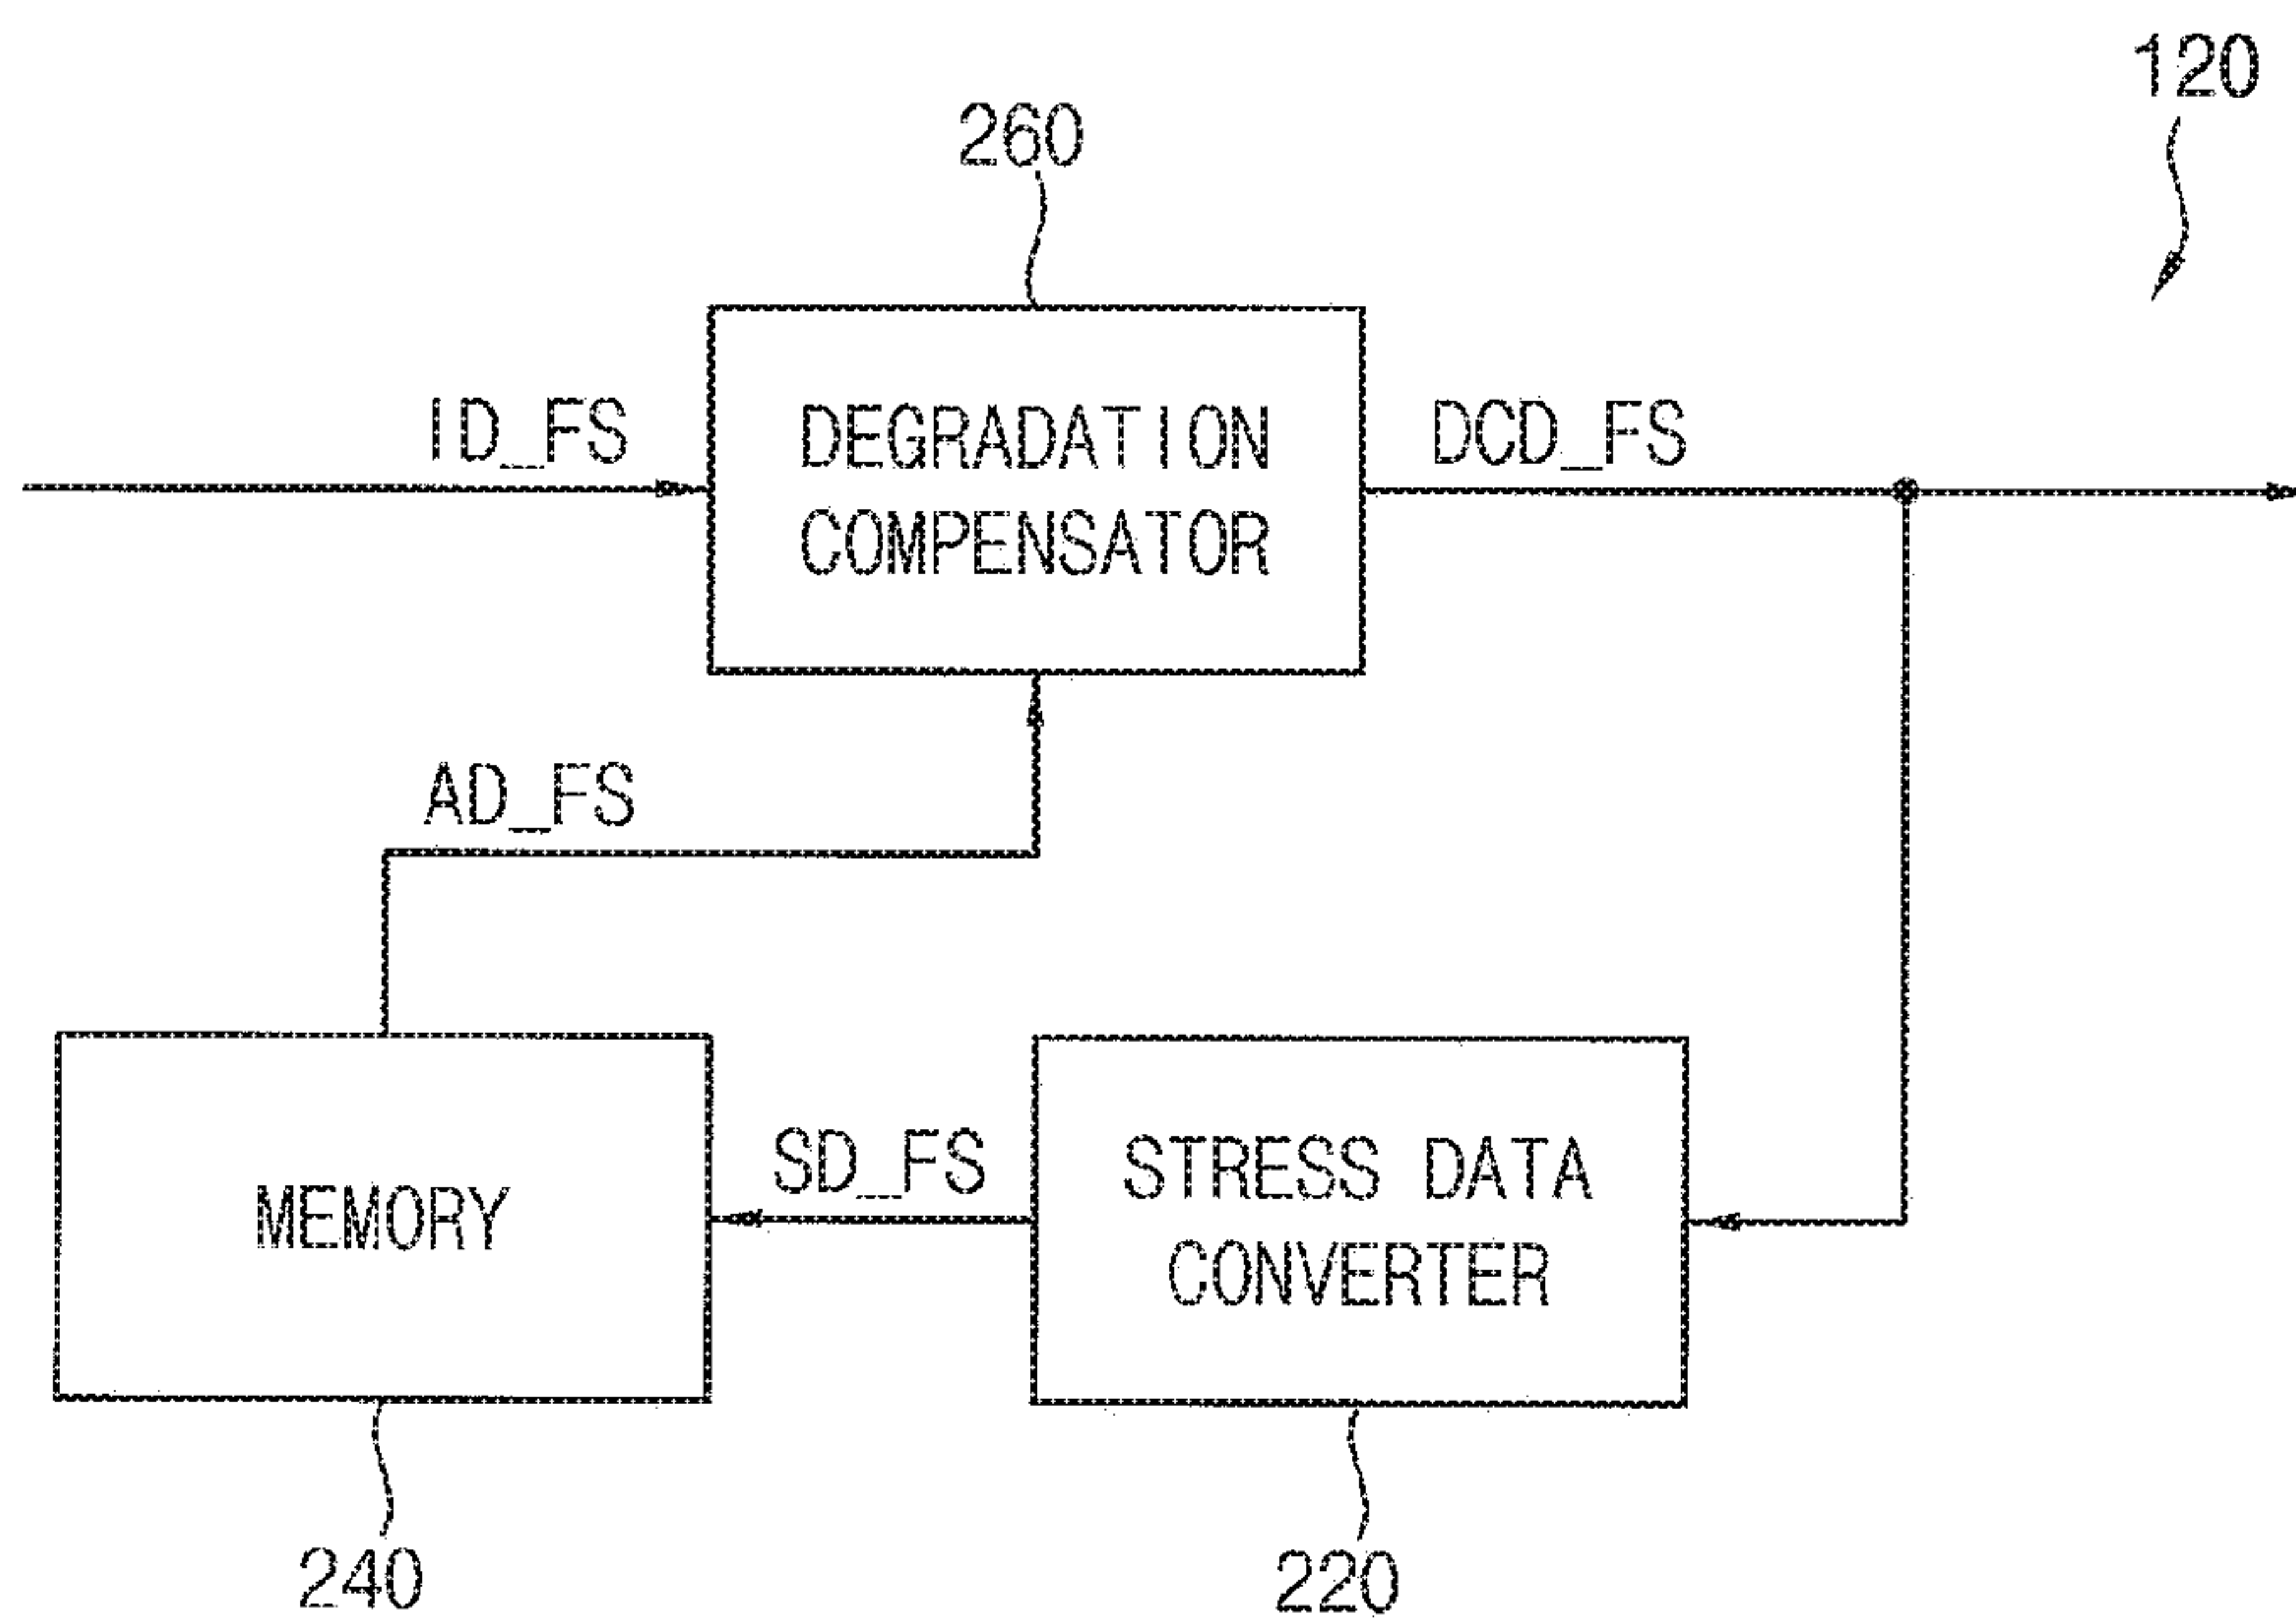 120
260
ID_FS
DEGRADATION
COMPENSATOR
DCD_FS
AD_FS
MEMORY
SD_FS
STRESS DATA
CONVERTER
240
220